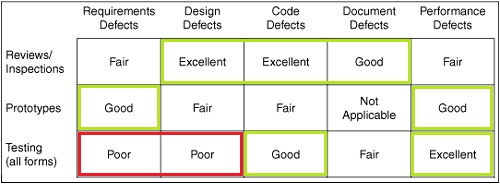 Requirements Design Code Document Performance
Defects Defects Defects Defects Defects
Reviews/
Inspections Fair Excellent Excellent Good Fair
Prototypes Good Fair Fair Not Applicable Good
Testing
(all forms) Poor Poor Good Fair Excellent